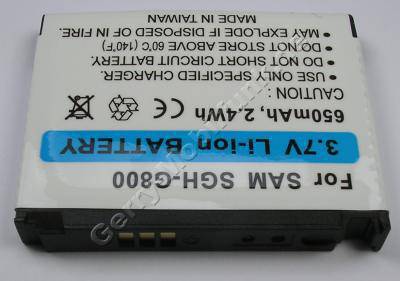 For SAM SGH-G800
3.7V Li-ion BATTERY
650mAh, 2.4Wh
CAUTION:
USE ONLY SPECIFIED CHARGER.
DO NOT SHORT CIRCUIT BATTERY.
DO NOT STORE ABOVE 60°C (140°F)
MAY EXPLODE IF DISPOSED OF IN FIRE.
MADE IN TAIWAN